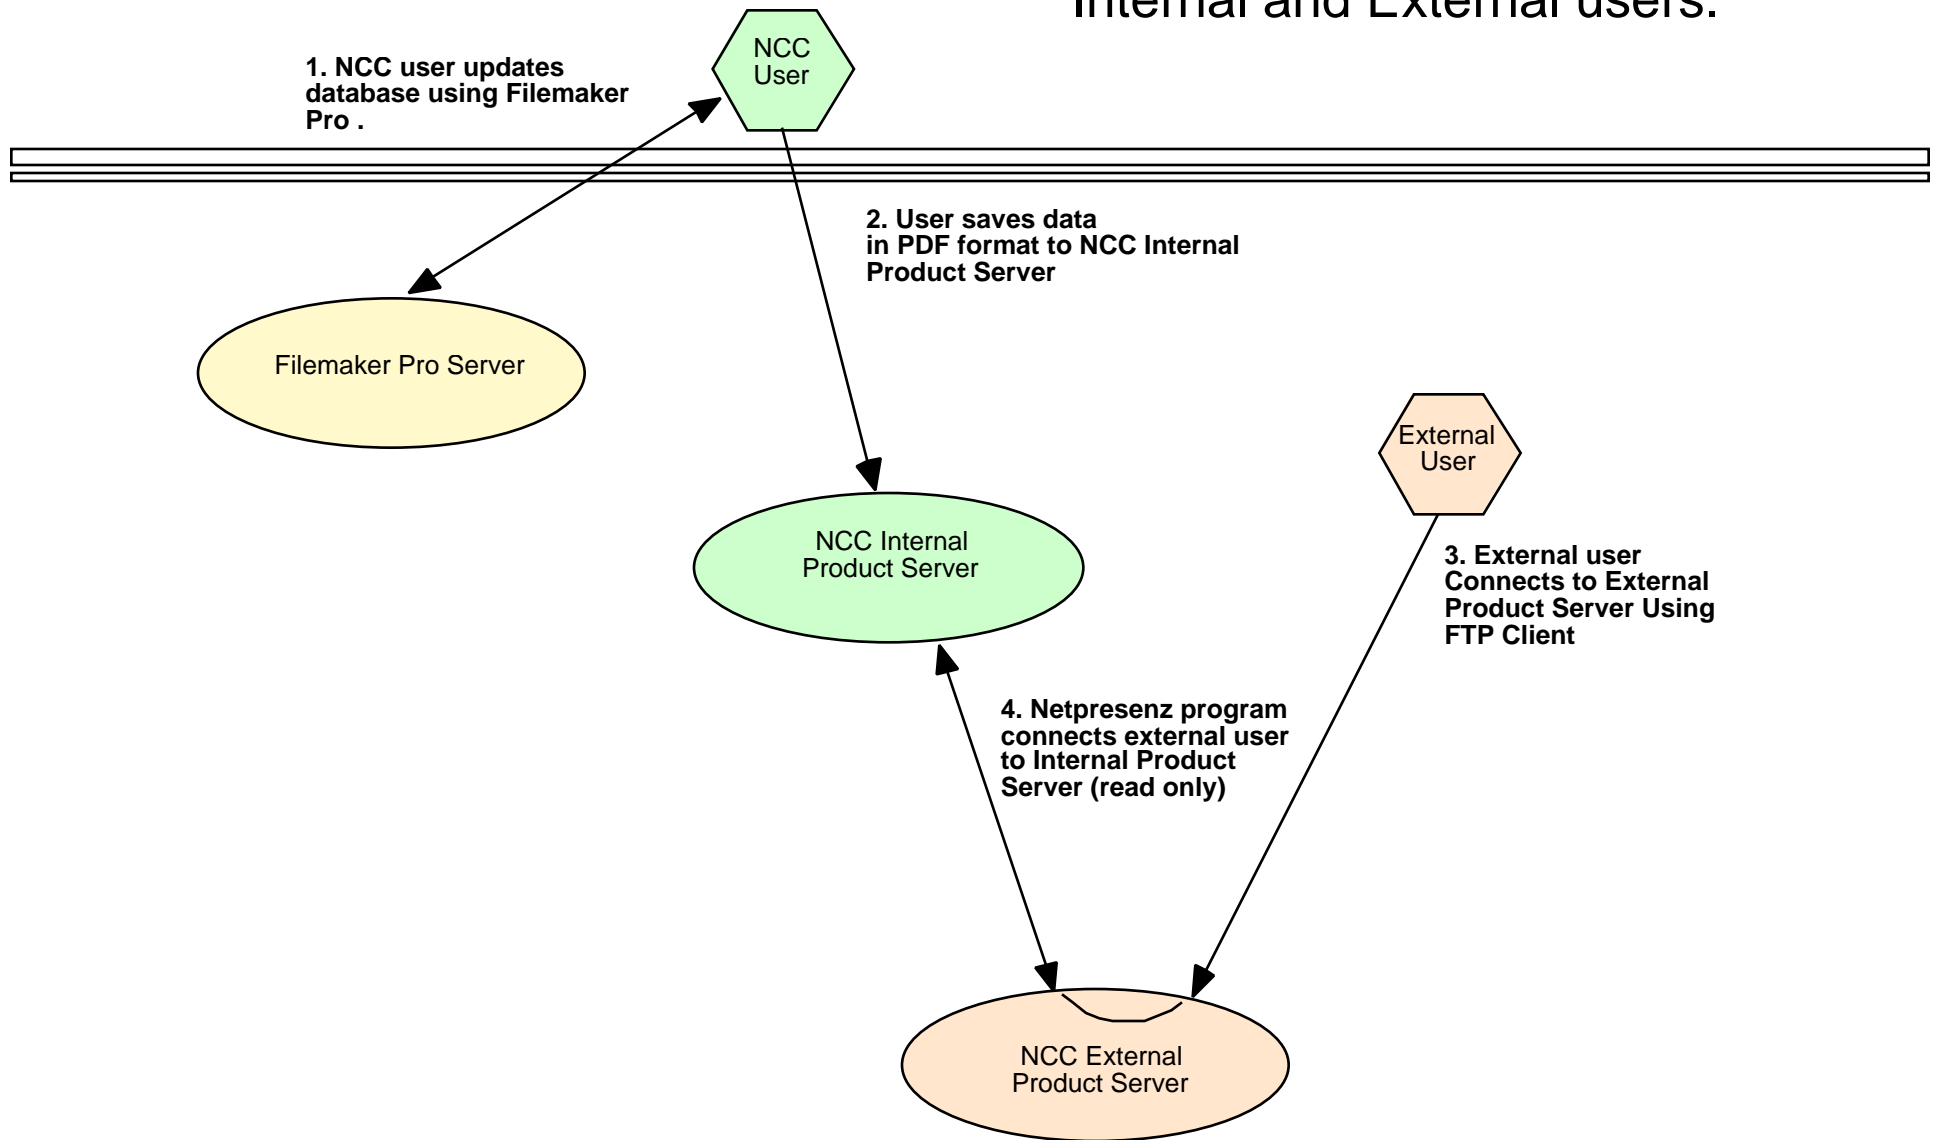 Internal and External users.
NCC
User
1. NCC user updates
database using Filemaker
Pro .
2. User saves data
in PDF format to NCC Internal
Product Server
Filemaker Pro Server
External
User
NCC Internal
Product Server
3. External user
Connects to External
Product Server Using
FTP Client
4. Netpresenz program
connects external user
to Internal Product
Server (read only)
NCC External
Product Server